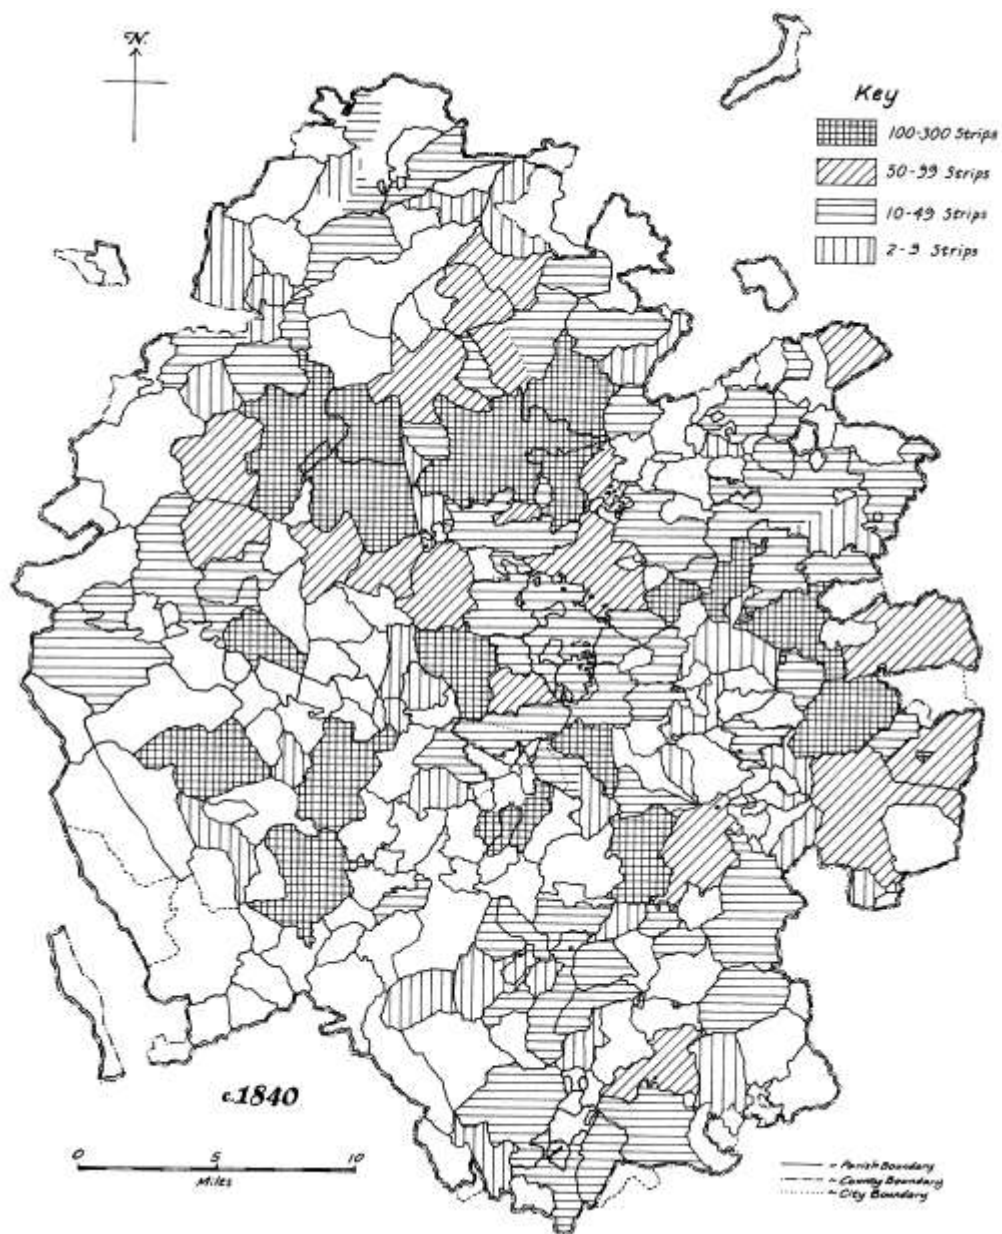 N.
Key
100-300 Strips
50-99 Strips
10-49 Strips
2-9 Strips
c.1840
0 5 10
Miles
~ Parish Boundary
~ County Boundary
~ City Boundary